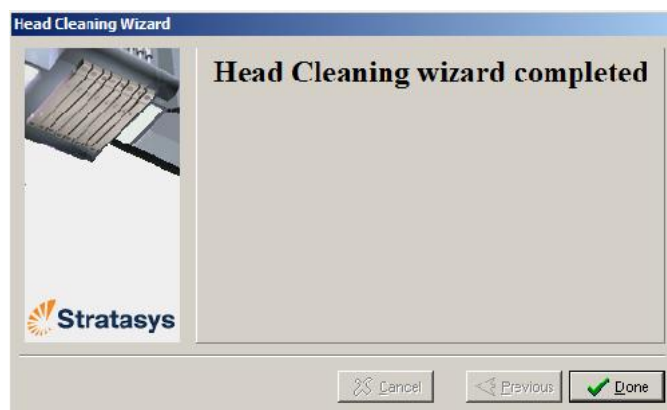 Head Cleaning Wizard
Head Cleaning wizard completed
Stratasys
Cancel
Previous
Done